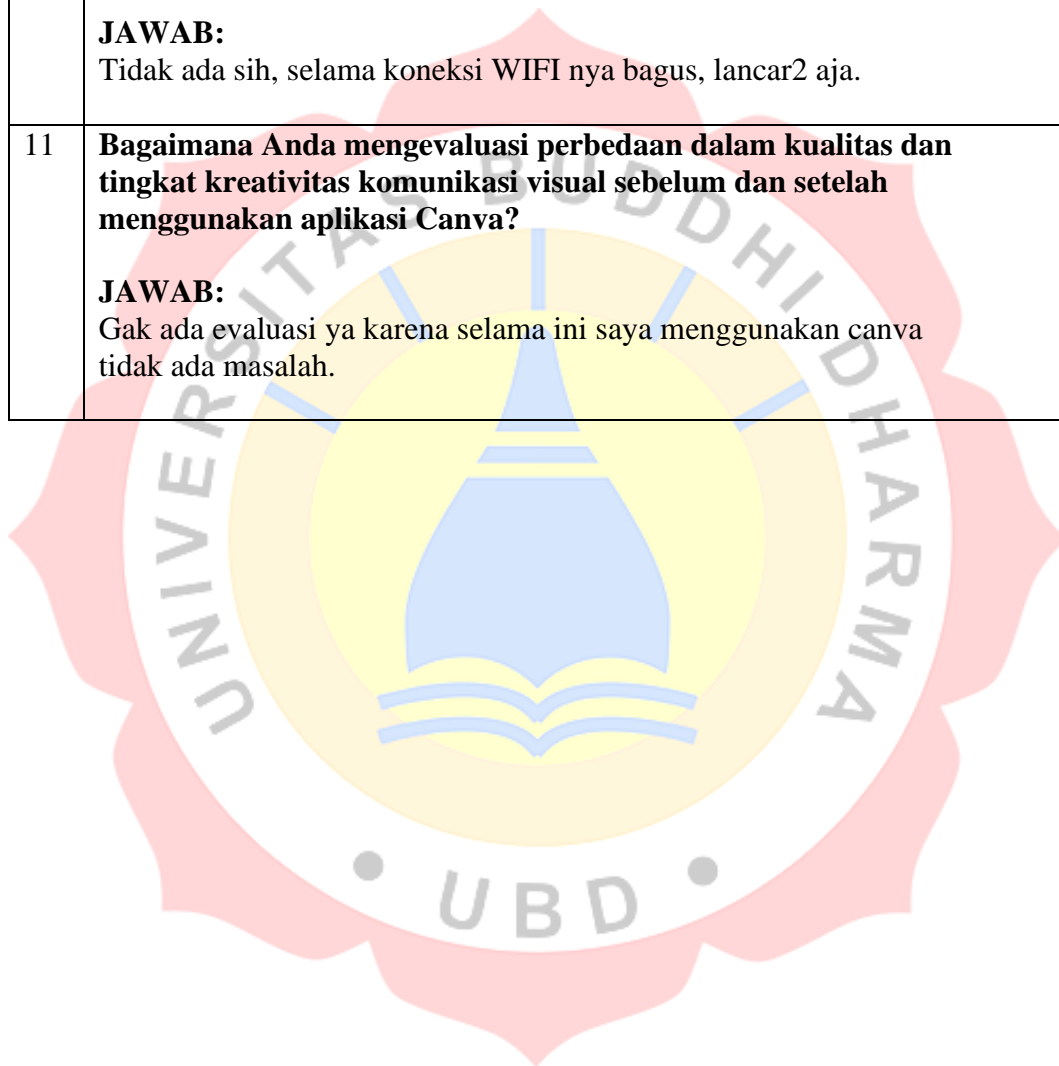 JAWAB:
Tidak ada sih, selama koneksi WIFI nya bagus, lancar2 aja.
11
Bagaimana Anda mengevaluasi perbedaan dalam kualitas dan
tingkat kreativitas komunikasi visual sebelum dan setelah
menggunakan aplikasi Canva?
JAWAB:
Gak ada evaluasi ya karena selama ini saya menggunakan canva
tidak ada masalah.
UNIVERSITAS BUDDHI DHARMA
• UBD •